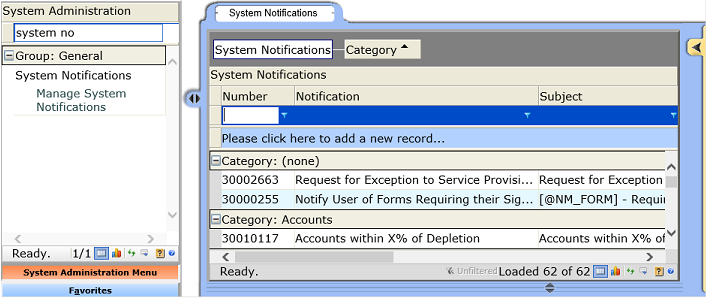 System Administration
system no
Group: General
System Notifications
Manage System
Notifications
Ready. 1/1
System Administration Menu
Favorites
System Notifications
System Notifications Category
System Notifications
Number Notification Subject
Please click here to add a new record...
Category: (none)
30002663 Request for Exception to Service Provisi... Request for Exception
30000255 Notify User of Forms Requiring their Sig... [@NM_FORM] - Requir
Category: Accounts
30010117 Accounts within X% of Depletion Accounts within X% of
Ready. Unfiltered Loaded 62 of 62